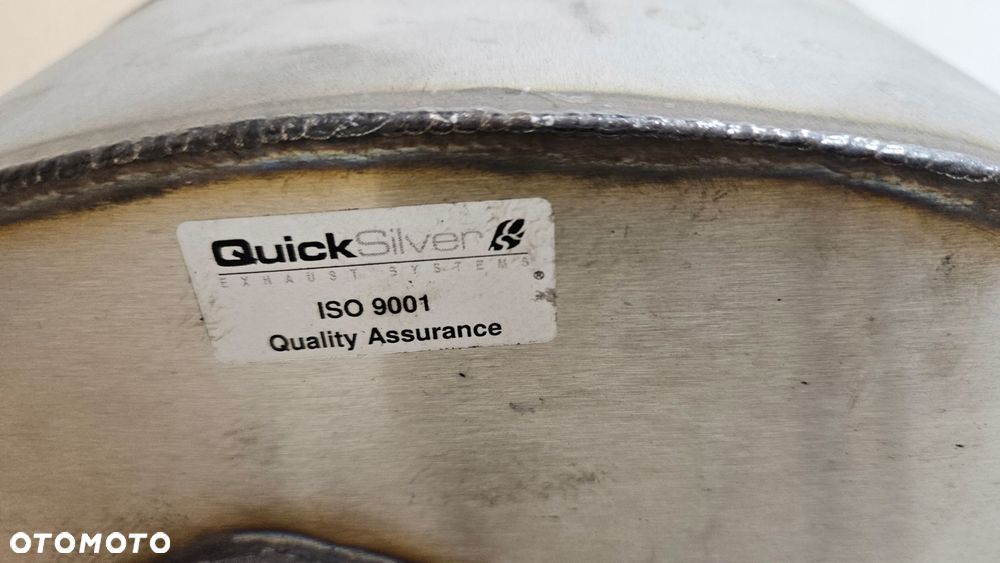 QuickSilver
EXHAUST SYSTEMS
®
ISO 9001
Quality Assurance
OTOMOTO